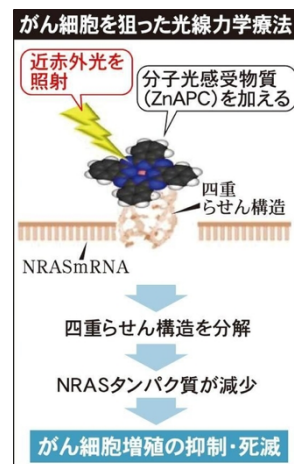 がん細胞を狙った光線力学療法
近赤外光を
照射
分子光感受物質
(ZnAPC)を加える
四重
らせん構造
NRASmRNA
四重らせん構造を分解
NRASタンパク質が減少
がん細胞増殖の抑制・死滅